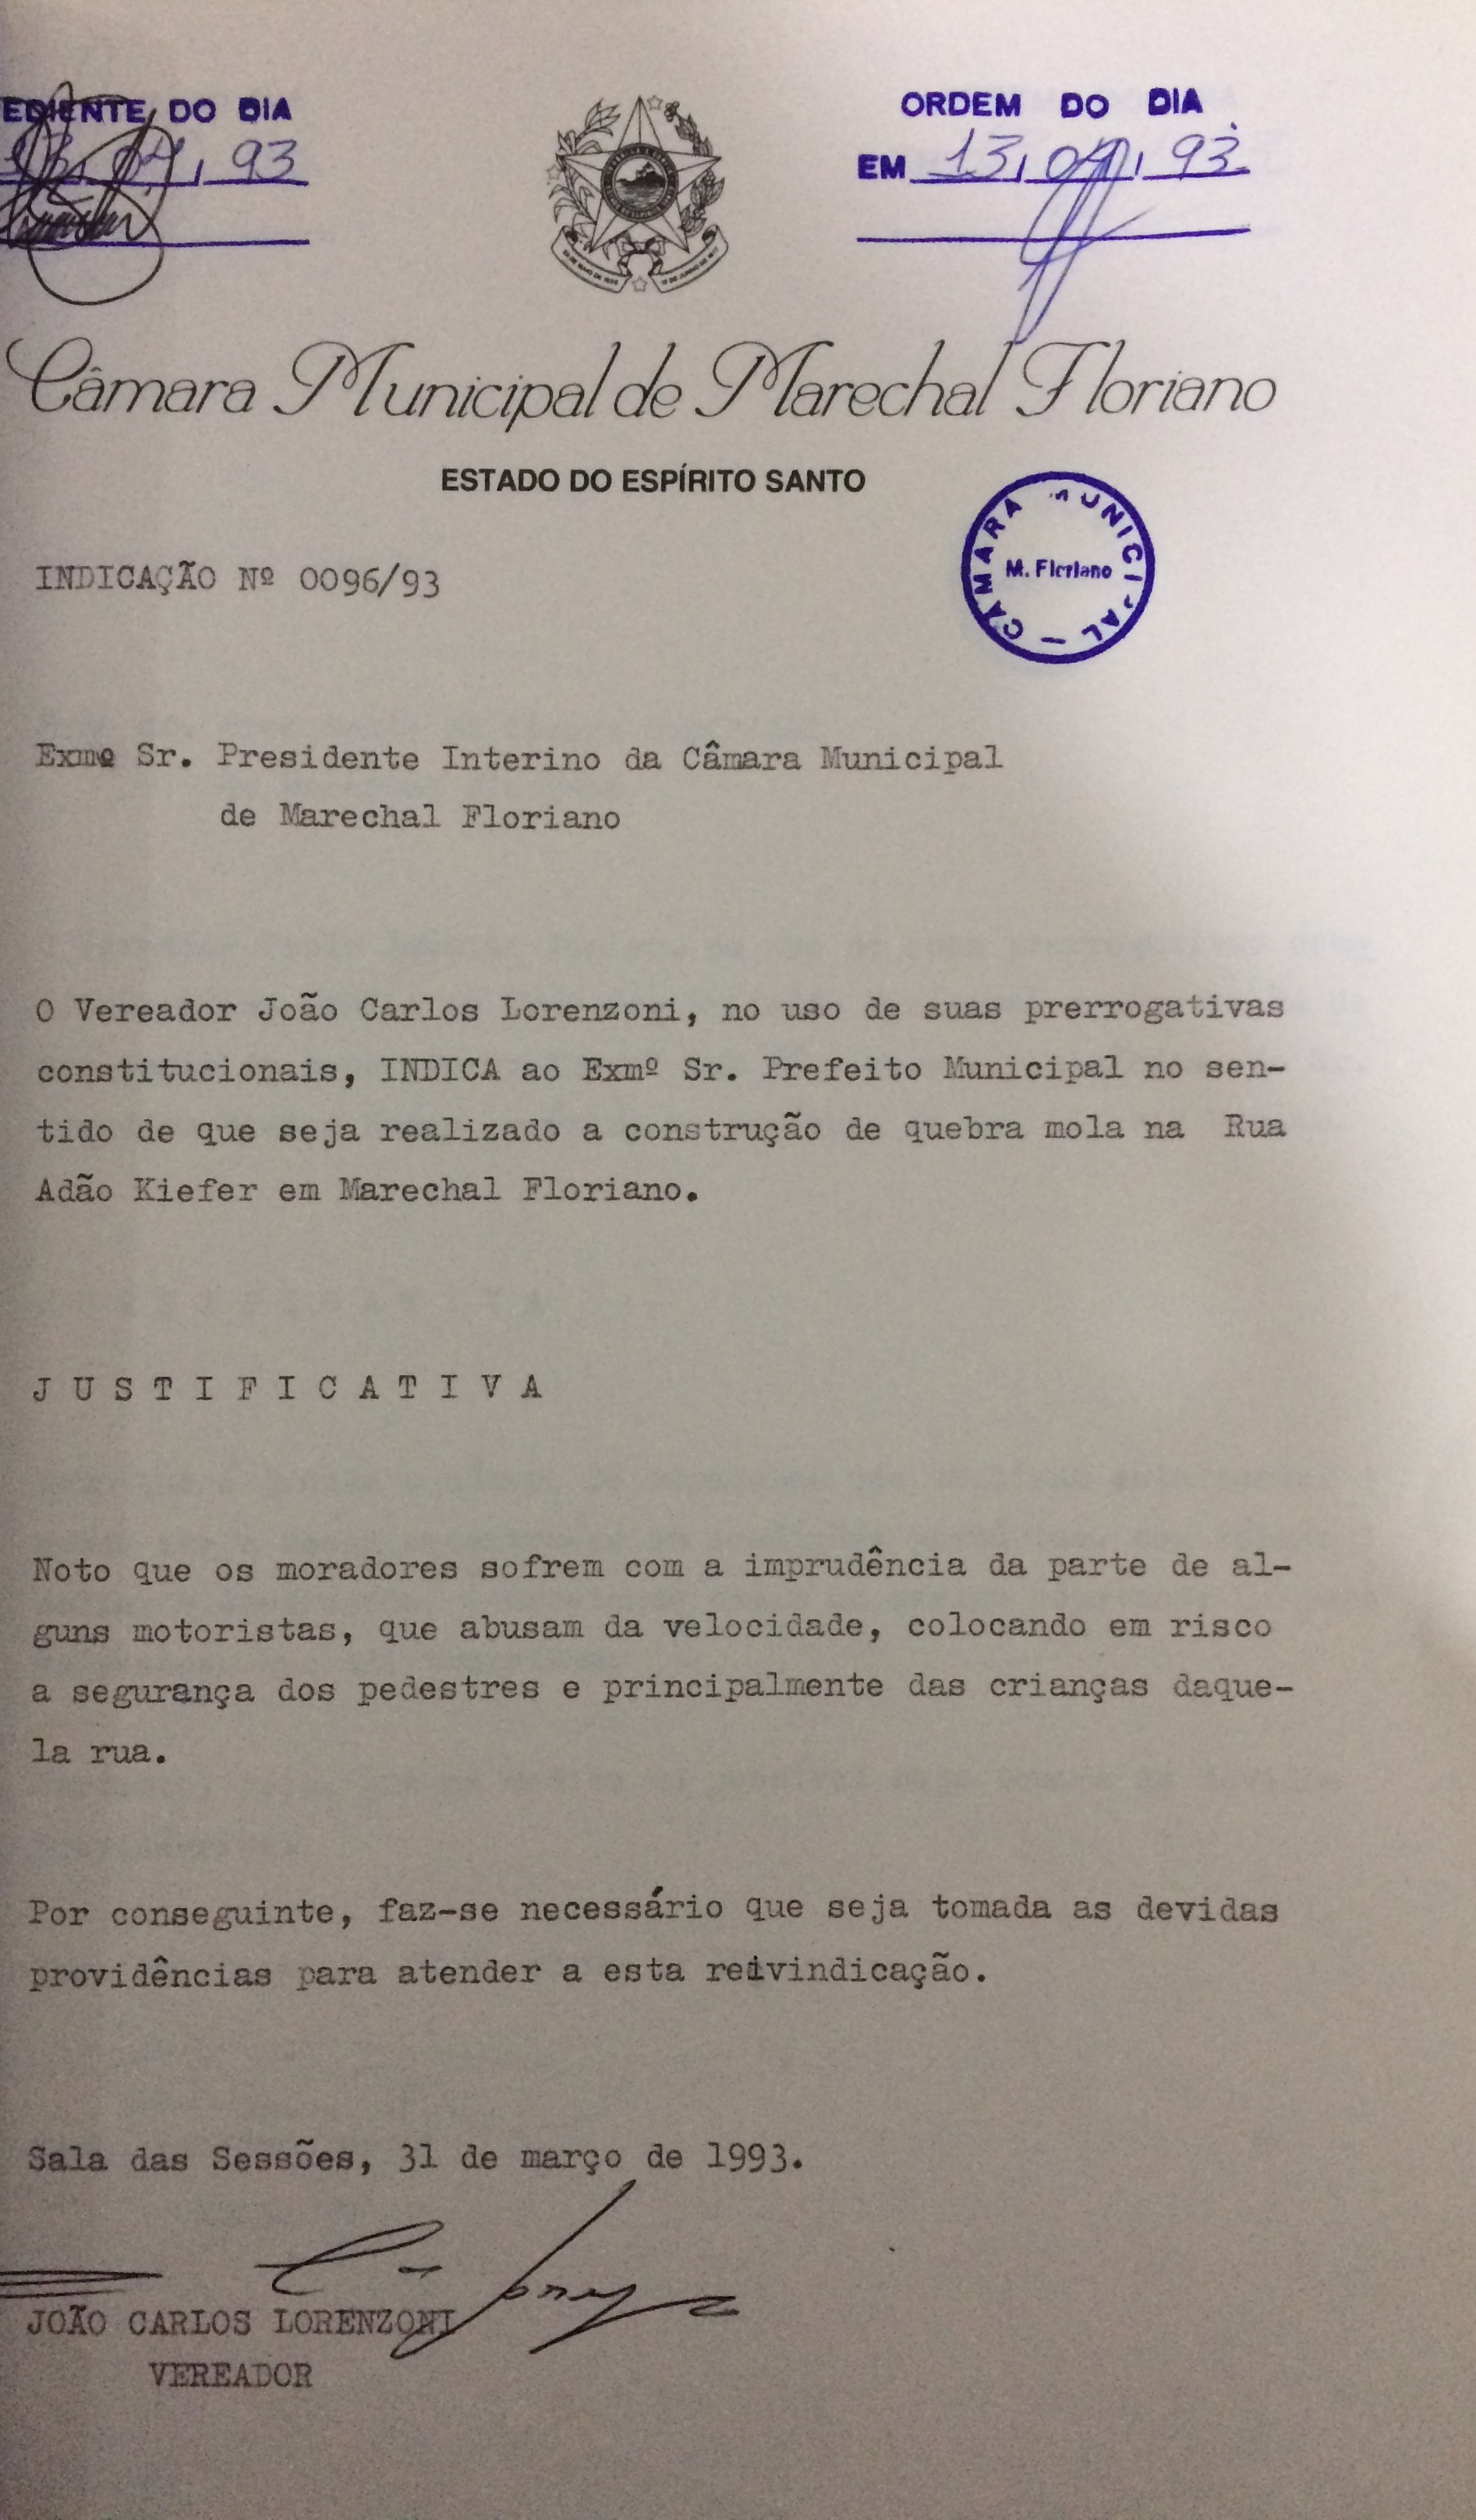 EDIENTE DO DIA
13, 04, 93
ORDEM DO DIA
EM 13, 04, 93
Câmara Municipal de Marechal Floriano
ESTADO DO ESPÍRITO SANTO
CÂMARA MUNICIPAL —
M. Floriano
INDICAÇÃO Nº 0096/93
Exmo Sr. Presidente Interino da Câmara Municipal
de Marechal Floriano
O Vereador João Carlos Lorenzoni, no uso de suas prerrogativas
constitucionais, INDICA ao Exmº Sr. Prefeito Municipal no sen-
tido de que seja realizado a construção de quebra mola na Rua
Adão Kiefer em Marechal Floriano.
J U S T I F I C A T I V A
Noto que os moradores sofrem com a imprudência da parte de al-
guns motoristas, que abusam da velocidade, colocando em risco
a segurança dos pedestres e principalmente das crianças daque-
la rua.
Por conseguinte, faz-se necessário que seja tomada as devidas
providências para atender a esta reivindicação.
Sala das Sessões, 31 de março de 1993.
JOÃO CARLOS LORENZONI
VEREADOR